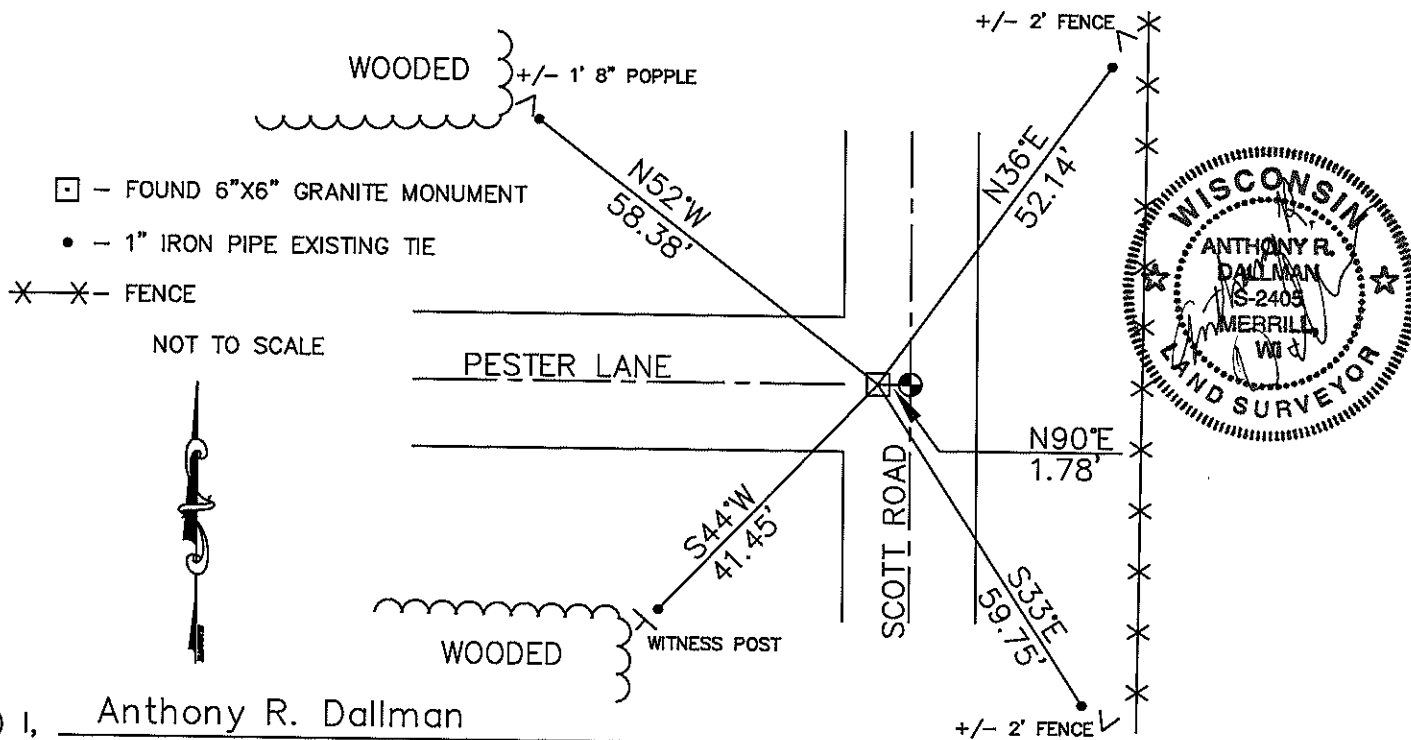 +/- 2' FENCE
WOODED
+/- 1' 8" POPPLE
N52°W
58.38'
N36°E
52.14'
- FOUND 6"X6" GRANITE MONUMENT
- 1" IRON PIPE EXISTING TIE
- FENCE
NOT TO SCALE
WISCONSIN
ANTHONY R.
DALLMAN
S-2405
MERRILL,
WI
LAND SURVEYOR
PESTER LANE
N90°E
1.78'
SCOTT ROAD
S44°W
41.45'
S33°E
59.75'
WITNESS POST
WOODED
+/- 2' FENCE
) I, Anthony R. Dallman